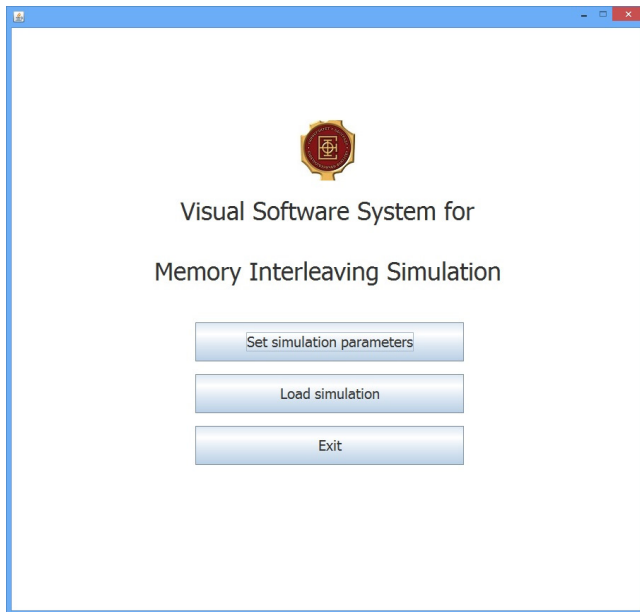 Visual Software System for
Memory Interleaving Simulation
Set simulation parameters
Load simulation
Exit